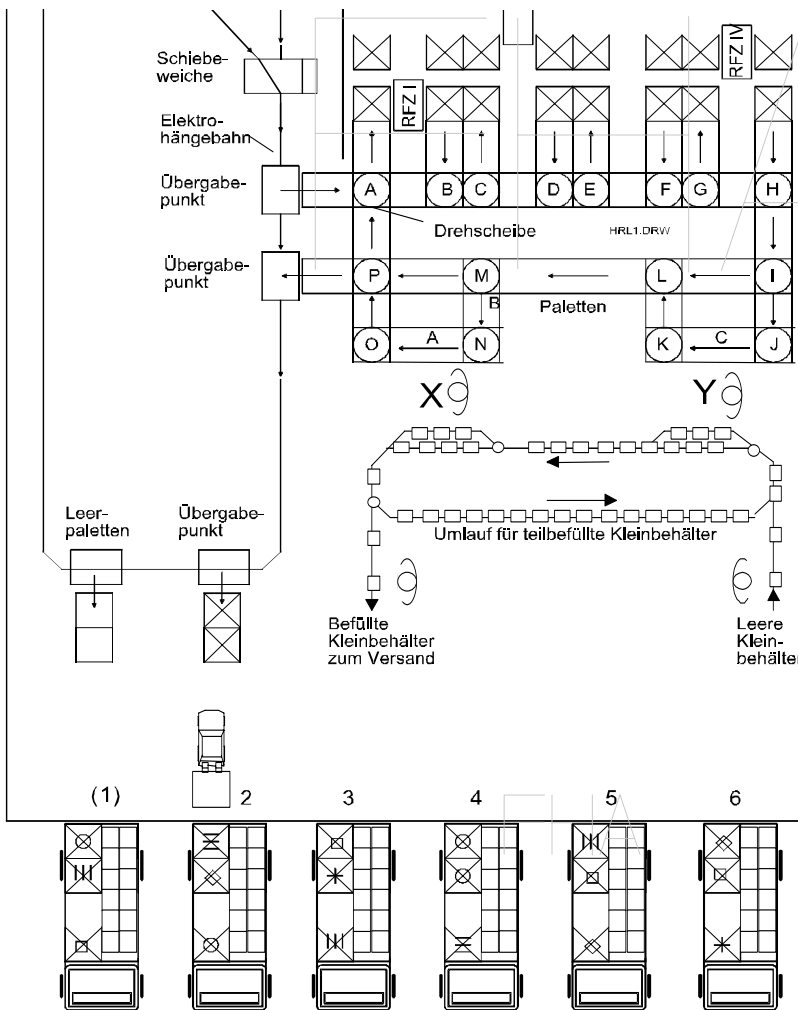 Schiebe-
weiche
RFZ I
RFZ IV
Elektro-
hängebahn
Übergabe-
punkt
A B C D E F G H
Drehscheibe
HRL1.DRW
Übergabe-
punkt
P M L I
B
Paletten
O A N K C J
X Y
Leer-
paletten
Übergabe-
punkt
Umlauf für teilbefüllte Kleinbehälter
Befüllte
Kleinbehälter
zum Versand
Leere
Klein-
behälter
(1) 2 3 4 5 6